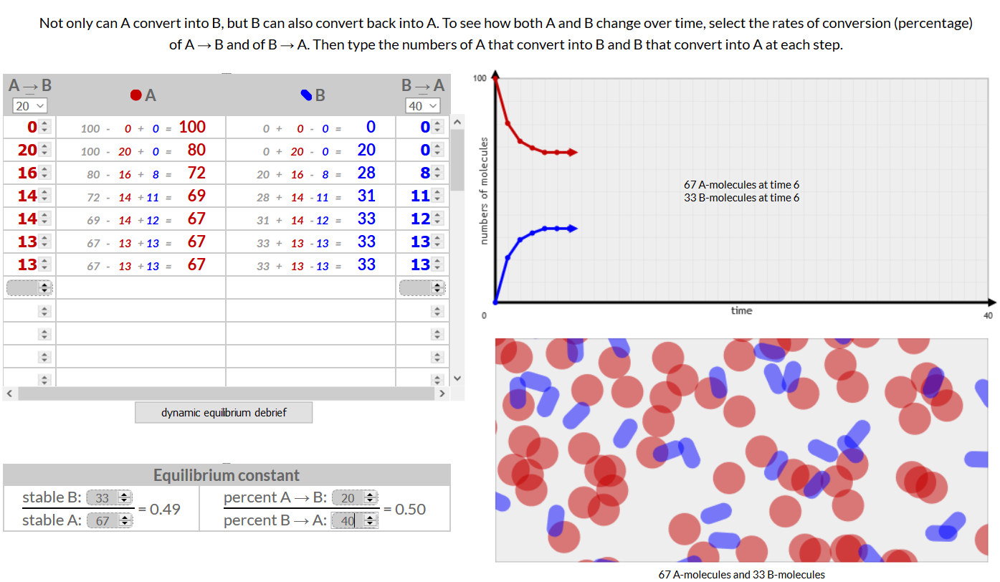 Not only can A convert into B, but B can also convert back into A. To see how both A and B change over time, select the rates of conversion (percentage)
of A → B and of B → A. Then type the numbers of A that convert into B and B that convert into A at each step.
A → B A B B → A
20 40
0 100 - 0 + 0 = 100 0 + 0 - 0 = 0 0
20 100 - 20 + 0 = 80 0 + 20 - 0 = 20 0
16 80 - 16 + 8 = 72 20 + 16 - 8 = 28 8
14 72 - 14 + 11 = 69 28 + 14 - 11 = 31 11
14 69 - 14 + 12 = 67 31 + 14 - 12 = 33 12
13 67 - 13 + 13 = 67 33 + 13 - 13 = 33 13
13 67 - 13 + 13 = 67 33 + 13 - 13 = 33 13
dynamic equilibrium debrief
Equilibrium constant
stable B: 33
stable A: 67
= 0.49
percent A → B: 20
percent B → A: 40
= 0.50
100
numbers of molecules
67 A-molecules at time 6
33 B-molecules at time 6
0
time
40
67 A-molecules and 33 B-molecules